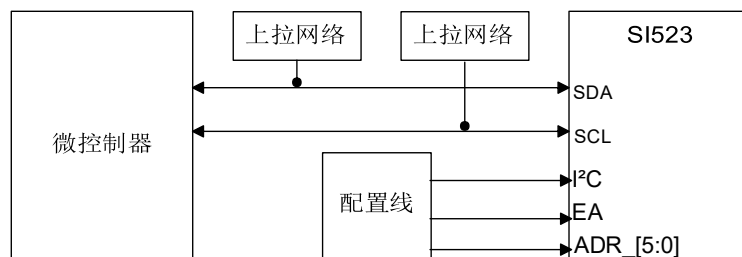 上拉网络
上拉网络
SI523
SDA
微控制器
SCL
I²C
配置线
EA
ADR_[5:0]